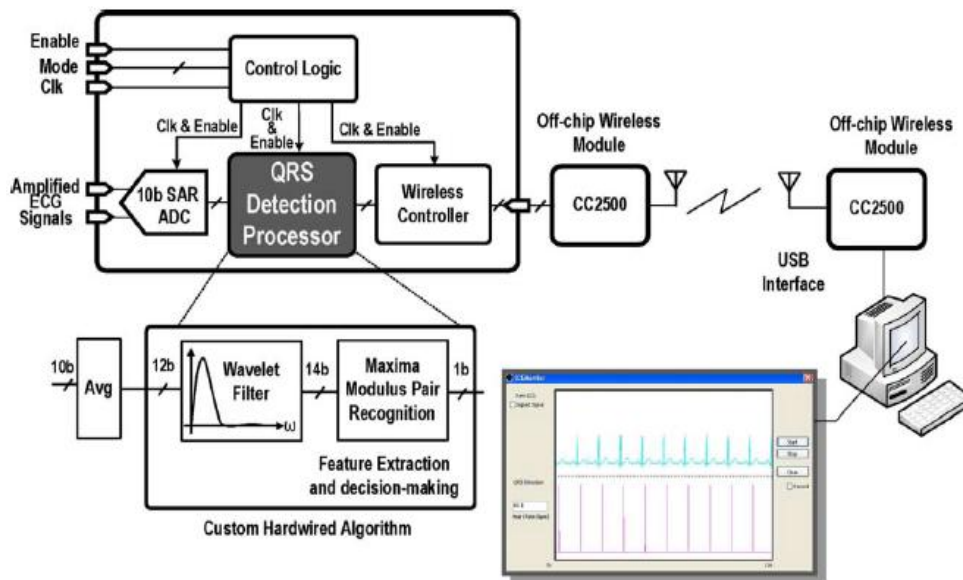 Enable
Mode
Clk
Control Logic
Clk & Enable
Clk
&
Enable
Clk & Enable
Amplified
ECG
Signals
10b SAR
ADC
QRS
Detection
Processor
Wireless
Controller
Off-chip Wireless
Module
CC2500
Off-chip Wireless
Module
CC2500
USB
Interface
10b
Avg
12b
Wavelet
Filter
ω
14b
Maxima
Modulus Pair
Recognition
1b
Feature Extraction
and decision-making
Custom Hardwired Algorithm
Start
Stop